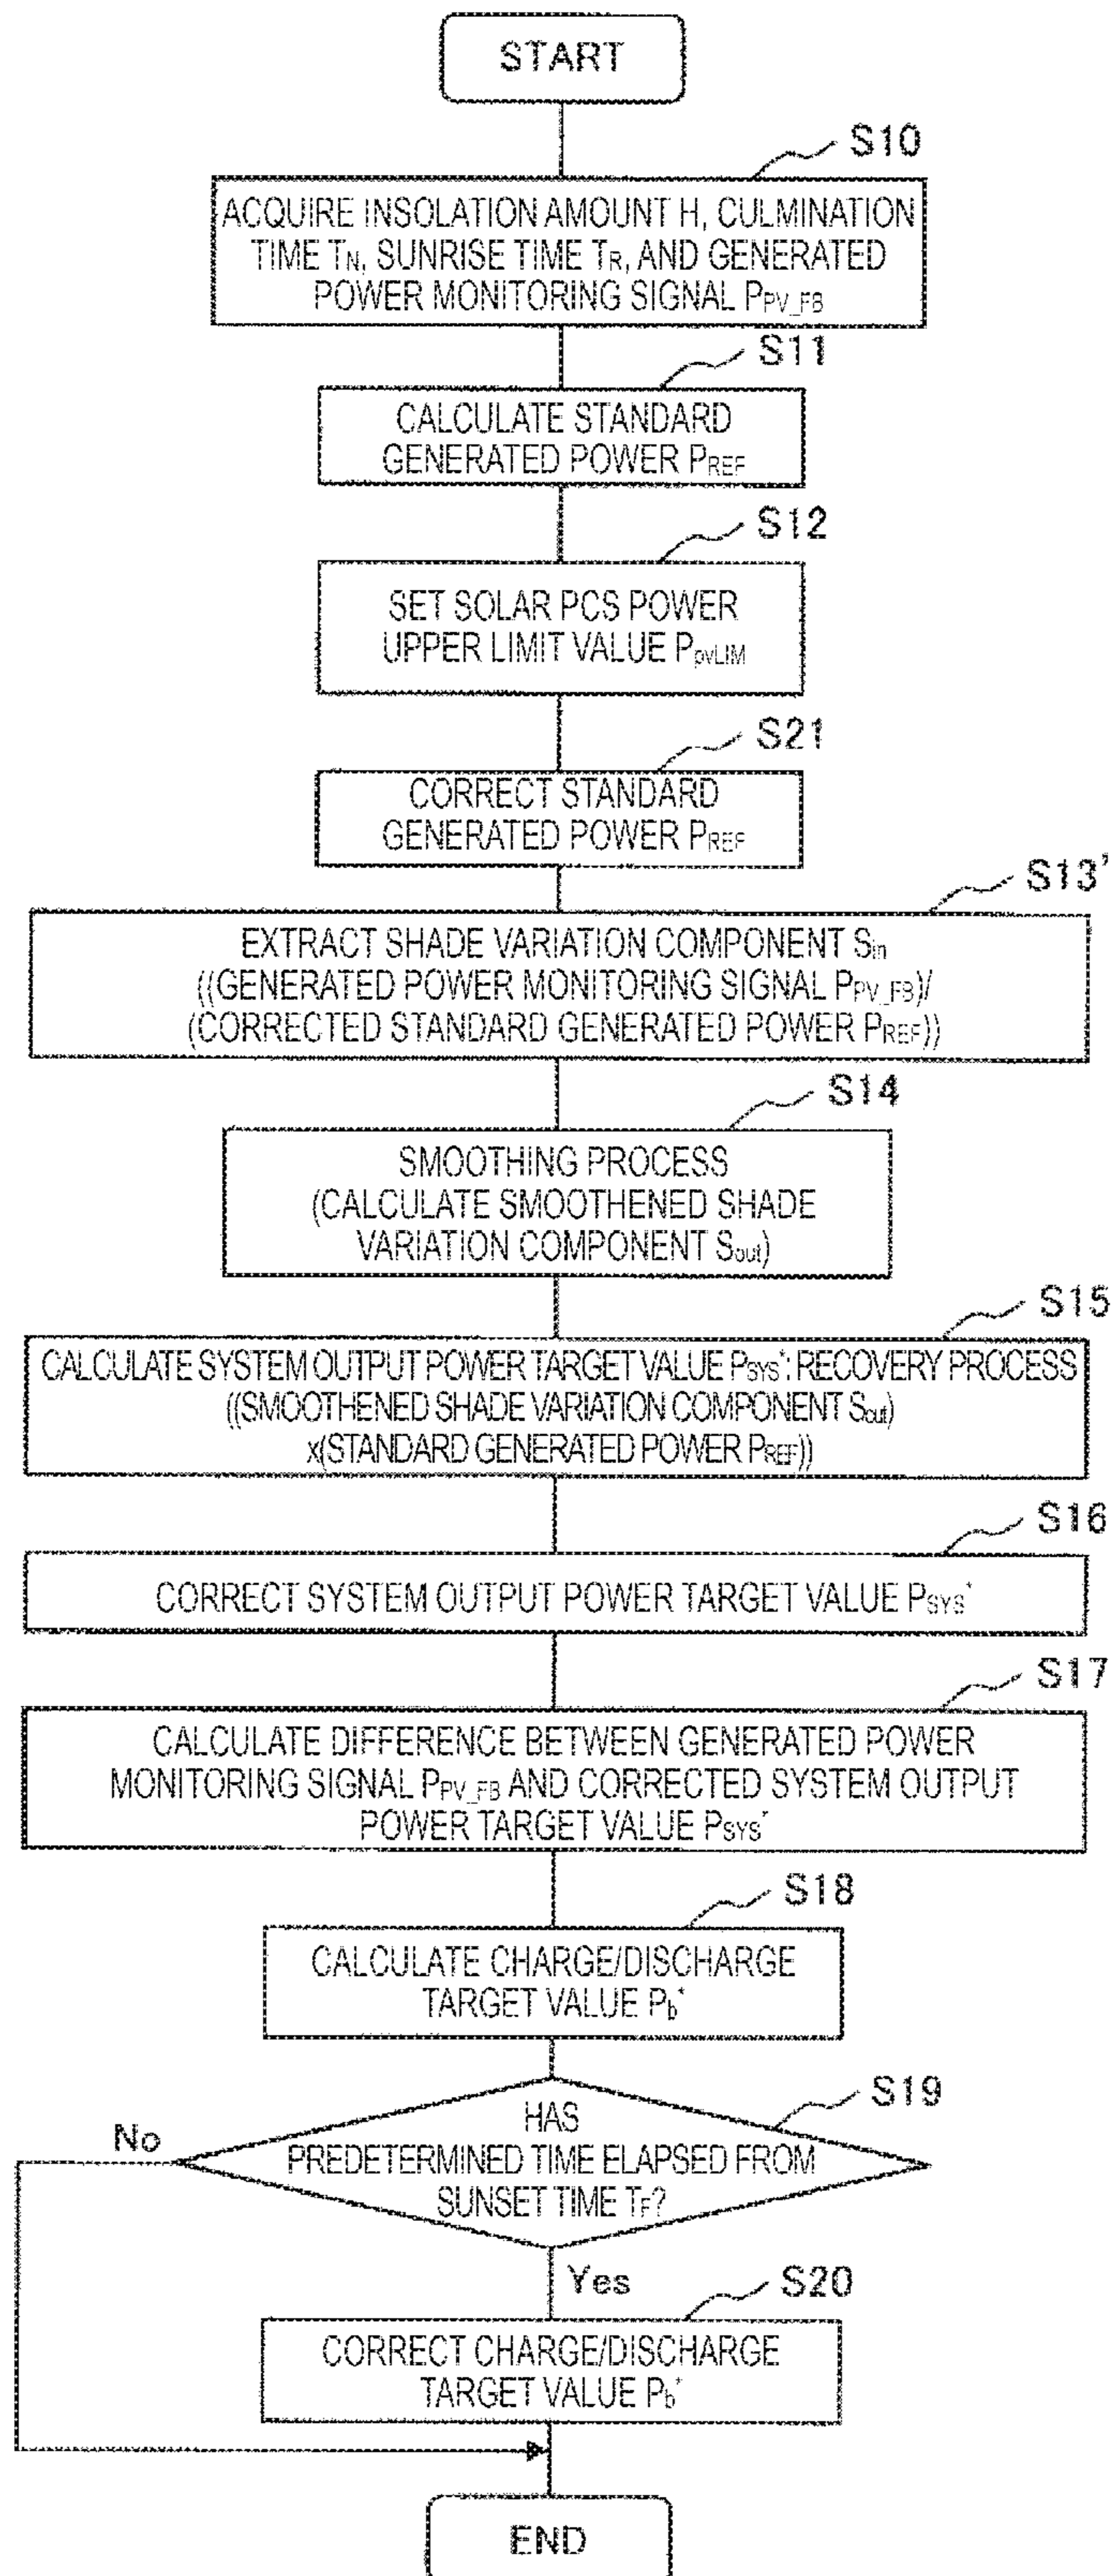 START
S10
ACQUIRE INSOLATION AMOUNT H, CULMINATION
TIME TN, SUNRISE TIME TR, AND GENERATED
POWER MONITORING SIGNAL PPV_FB
S11
CALCULATE STANDARD
GENERATED POWER PREF
S12
SET SOLAR PCS POWER
UPPER LIMIT VALUE PpvLIM
S21
CORRECT STANDARD
GENERATED POWER PREF
S13'
EXTRACT SHADE VARIATION COMPONENT Sin
((GENERATED POWER MONITORING SIGNAL PPV_FB)/
(CORRECTED STANDARD GENERATED POWER PREF))
S14
SMOOTHING PROCESS
(CALCULATE SMOOTHENED SHADE
VARIATION COMPONENT Sout)
S15
CALCULATE SYSTEM OUTPUT POWER TARGET VALUE PSYS*: RECOVERY PROCESS
((SMOOTHENED SHADE VARIATION COMPONENT Sout)
x(STANDARD GENERATED POWER PREF))
S16
CORRECT SYSTEM OUTPUT POWER TARGET VALUE PSYS*
S17
CALCULATE DIFFERENCE BETWEEN GENERATED POWER
MONITORING SIGNAL PPV_FB AND CORRECTED SYSTEM OUTPUT
POWER TARGET VALUE PSYS*
S18
CALCULATE CHARGE/DISCHARGE
TARGET VALUE Pb*
S19
HAS
PREDETERMINED TIME ELAPSED FROM
SUNSET TIME TF?
No
Yes
S20
CORRECT CHARGE/DISCHARGE
TARGET VALUE Pb*
END